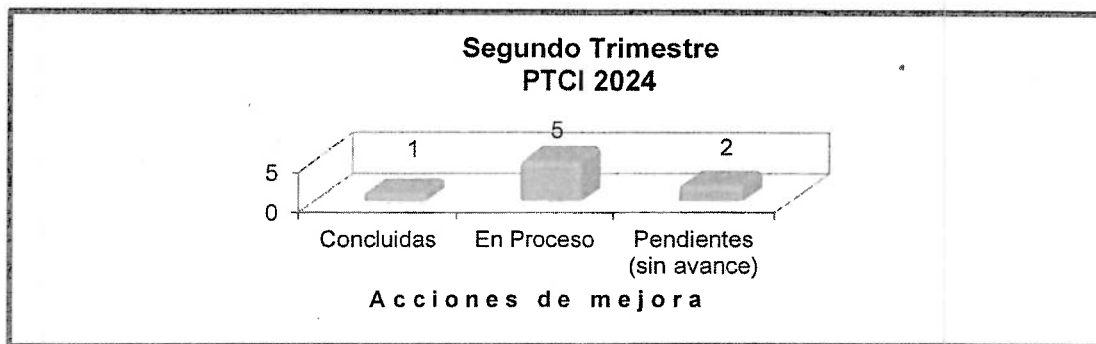 Segundo Trimestre
PTCI 2024
5
1
2
5
0
Concluidas
En Proceso
Pendientes
(sin avance)
Acciones de mejora